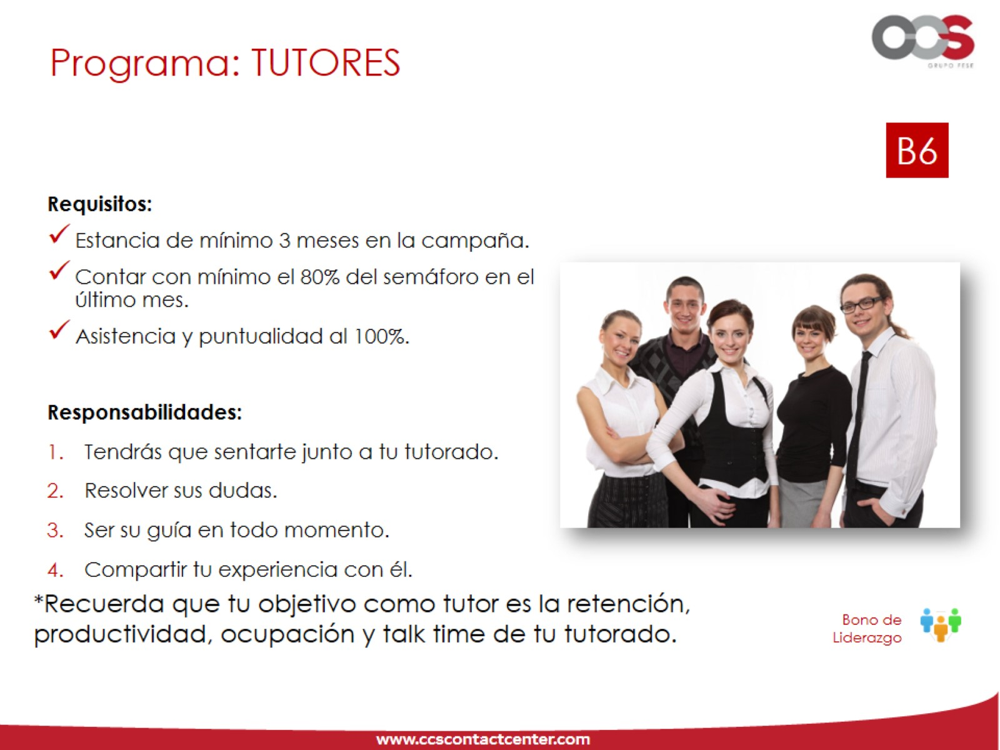 Programa: TUTORES
CCS
GRUPO FESE
B6
Requisitos:
Estancia de mínimo 3 meses en la campaña.
Contar con mínimo el 80% del semáforo en el
último mes.
Asistencia y puntualidad al 100%.
Responsabilidades:
1. Tendrás que sentarte junto a tu tutorado.
2. Resolver sus dudas.
3. Ser su guía en todo momento.
4. Compartir tu experiencia con él.
*Recuerda que tu objetivo como tutor es la retención,
productividad, ocupación y talk time de tu tutorado.
Bono de
Liderazgo
www.ccscontactcenter.com